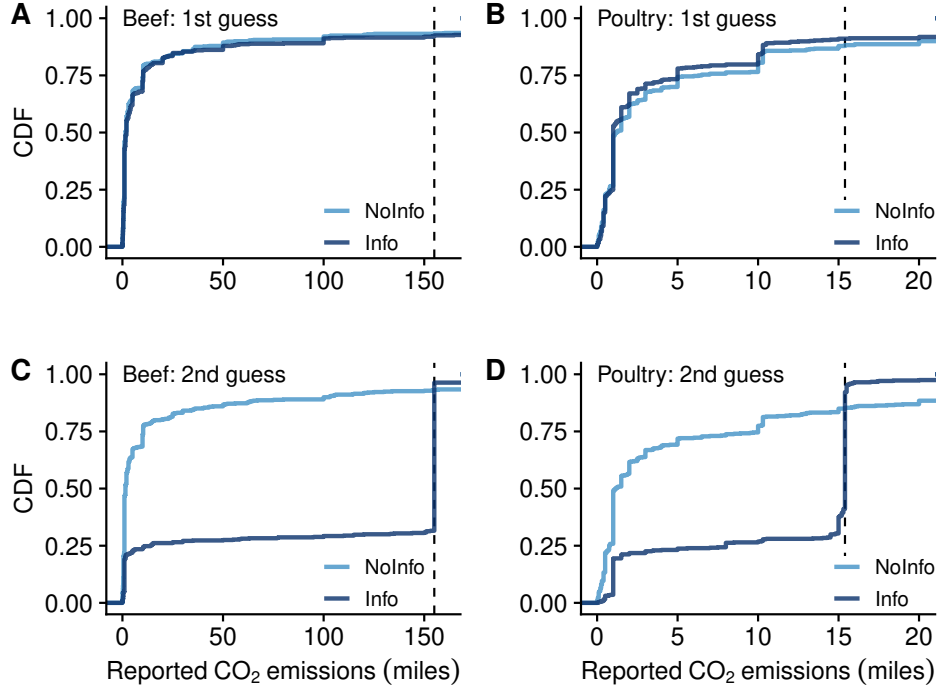 A
Beef: 1st guess
CDF
1.00
0.75
0.50
0.25
0.00
NoInfo
Info
0 50 100 150
B
Poultry: 1st guess
1.00
0.75
0.50
0.25
0.00
NoInfo
Info
0 5 10 15 20
C
Beef: 2nd guess
CDF
1.00
0.75
0.50
0.25
0.00
NoInfo
Info
0 50 100 150
Reported CO₂ emissions (miles)
D
Poultry: 2nd guess
1.00
0.75
0.50
0.25
0.00
NoInfo
Info
0 5 10 15 20
Reported CO₂ emissions (miles)